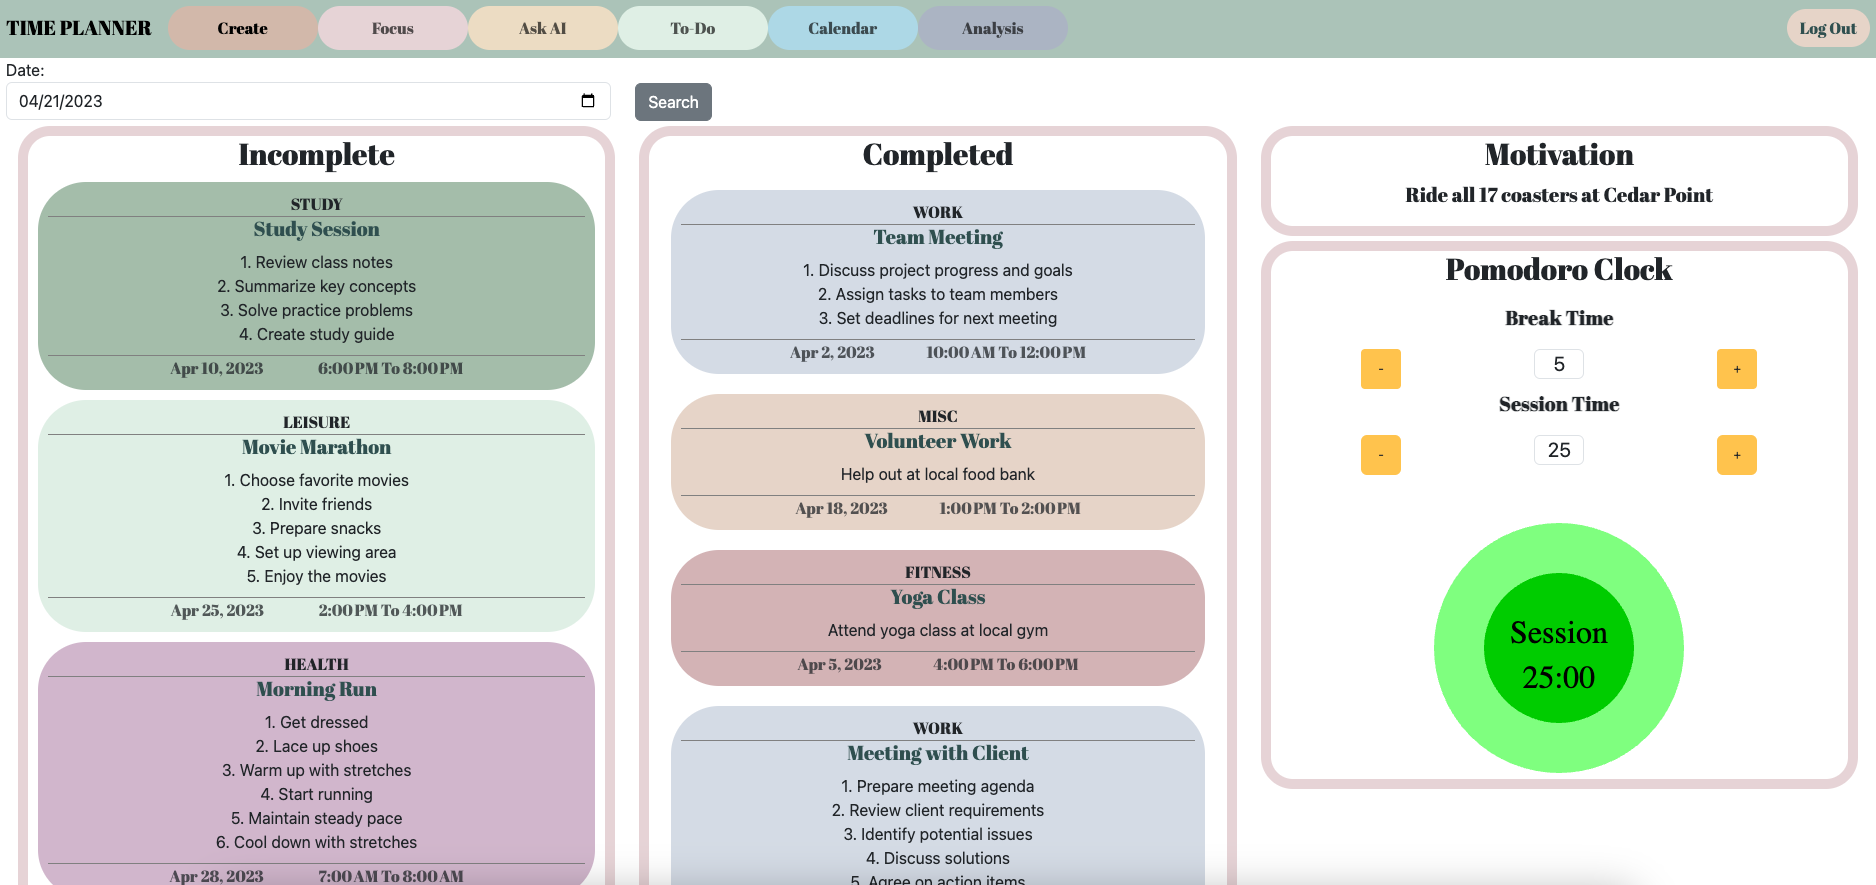 TIME PLANNER
Create
Focus
Ask AI
To-Do
Calendar
Analysis
Log Out
Date:
04/21/2023
Search
Incomplete
STUDY
Study Session
1. Review class notes
2. Summarize key concepts
3. Solve practice problems
4. Create study guide
Apr 10, 2023 6:00PM To 8:00PM
LEISURE
Movie Marathon
1. Choose favorite movies
2. Invite friends
3. Prepare snacks
4. Set up viewing area
5. Enjoy the movies
Apr 25, 2023 2:00PM To 4:00PM
HEALTH
Morning Run
1. Get dressed
2. Lace up shoes
3. Warm up with stretches
4. Start running
5. Maintain steady pace
6. Cool down with stretches
Apr 28, 2023 7:00AM To 8:00AM
Completed
WORK
Team Meeting
1. Discuss project progress and goals
2. Assign tasks to team members
3. Set deadlines for next meeting
Apr 2, 2023 10:00AM To 12:00PM
MISC
Volunteer Work
Help out at local food bank
Apr 18, 2023 1:00PM To 2:00PM
FITNESS
Yoga Class
Attend yoga class at local gym
Apr 5, 2023 4:00PM To 6:00PM
WORK
Meeting with Client
1. Prepare meeting agenda
2. Review client requirements
3. Identify potential issues
4. Discuss solutions
5. Agree on action items
Motivation
Ride all 17 coasters at Cedar Point
Pomodoro Clock
Break Time
- 5 +
Session Time
- 25 +
Session
25:00